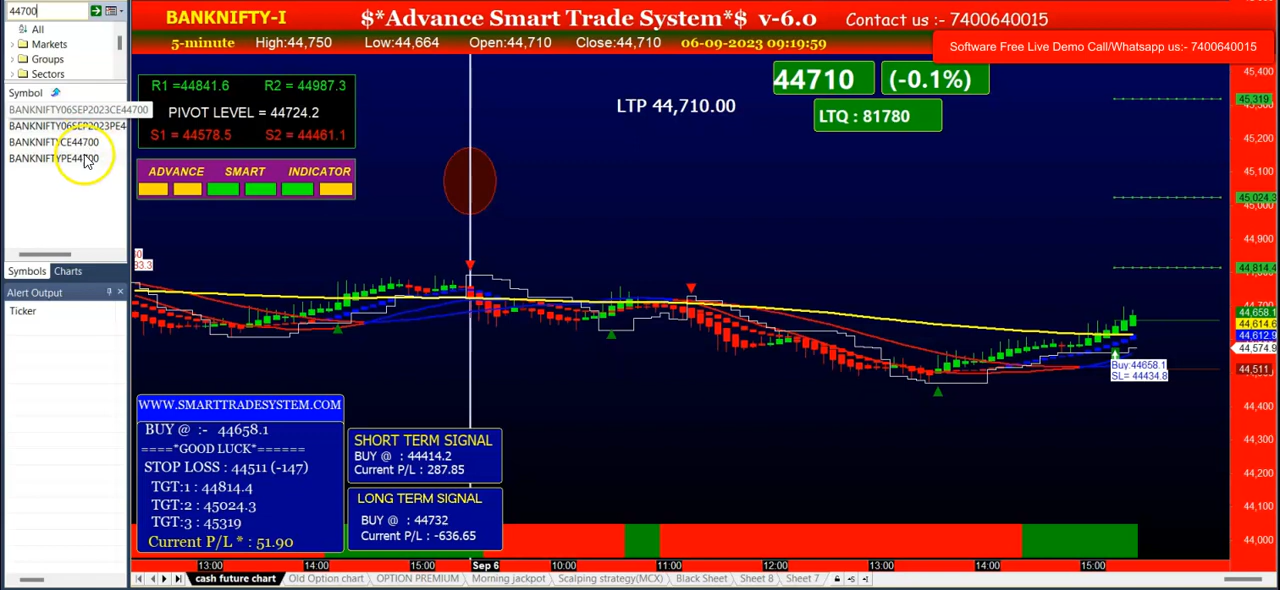 44700
All
Markets
Groups
Sectors
Symbol
BANKNIFTY06SEP2023CE44700
BANKNIFTY06SEP2023PE4
BANKNIFTYCE44700
BANKNIFTYPE44700
Symbols Charts
Alert Output
Ticker
BANKNIFTY-I $*Advance Smart Trade System*$ v-6.0 Contact us :- 7400640015
5-minute High:44,750 Low:44,664 Open:44,710 Close:44,710 06-09-2023 09:19:59
Software Free Live Demo Call/Whatsapp us:- 7400640015
R1 =44841.6 R2 = 44987.3
PIVOT LEVEL = 44724.2
S1 = 44578.5 S2 = 44461.1
ADVANCE SMART INDICATOR
LTP 44,710.00
44710 (-0.1%)
LTQ : 81780
45,400
45,319
45,200
45,100
45,024.3
45,000
44,900
44,814.4
44,700
44,658.1
44,614.6
44,612.9
44,574.9
44,511
44,400
44,300
44,200
44,100
44,000
33.3
Buy:44658.1
SL= 44434.8
WWW.SMARTTRADESYSTEM.COM
BUY @ :- 44658.1
====*GOOD LUCK*======
STOP LOSS : 44511 (-147)
TGT:1 : 44814.4
TGT:2 : 45024.3
TGT:3 : 45319
Current P/L * : 51.90
SHORT TERM SIGNAL
BUY @ : 44414.2
Current P/L : 287.85
LONG TERM SIGNAL
BUY @ : 44732
Current P/L : -636.65
13:00 14:00 15:00 Sep 6 10:00 11:00 12:00 13:00 14:00 15:00
cash future chart Old Option chart OPTION PREMIUM Morning jackpot Scalping strategy(MCX) Black Sheet Sheet 8 Sheet 7